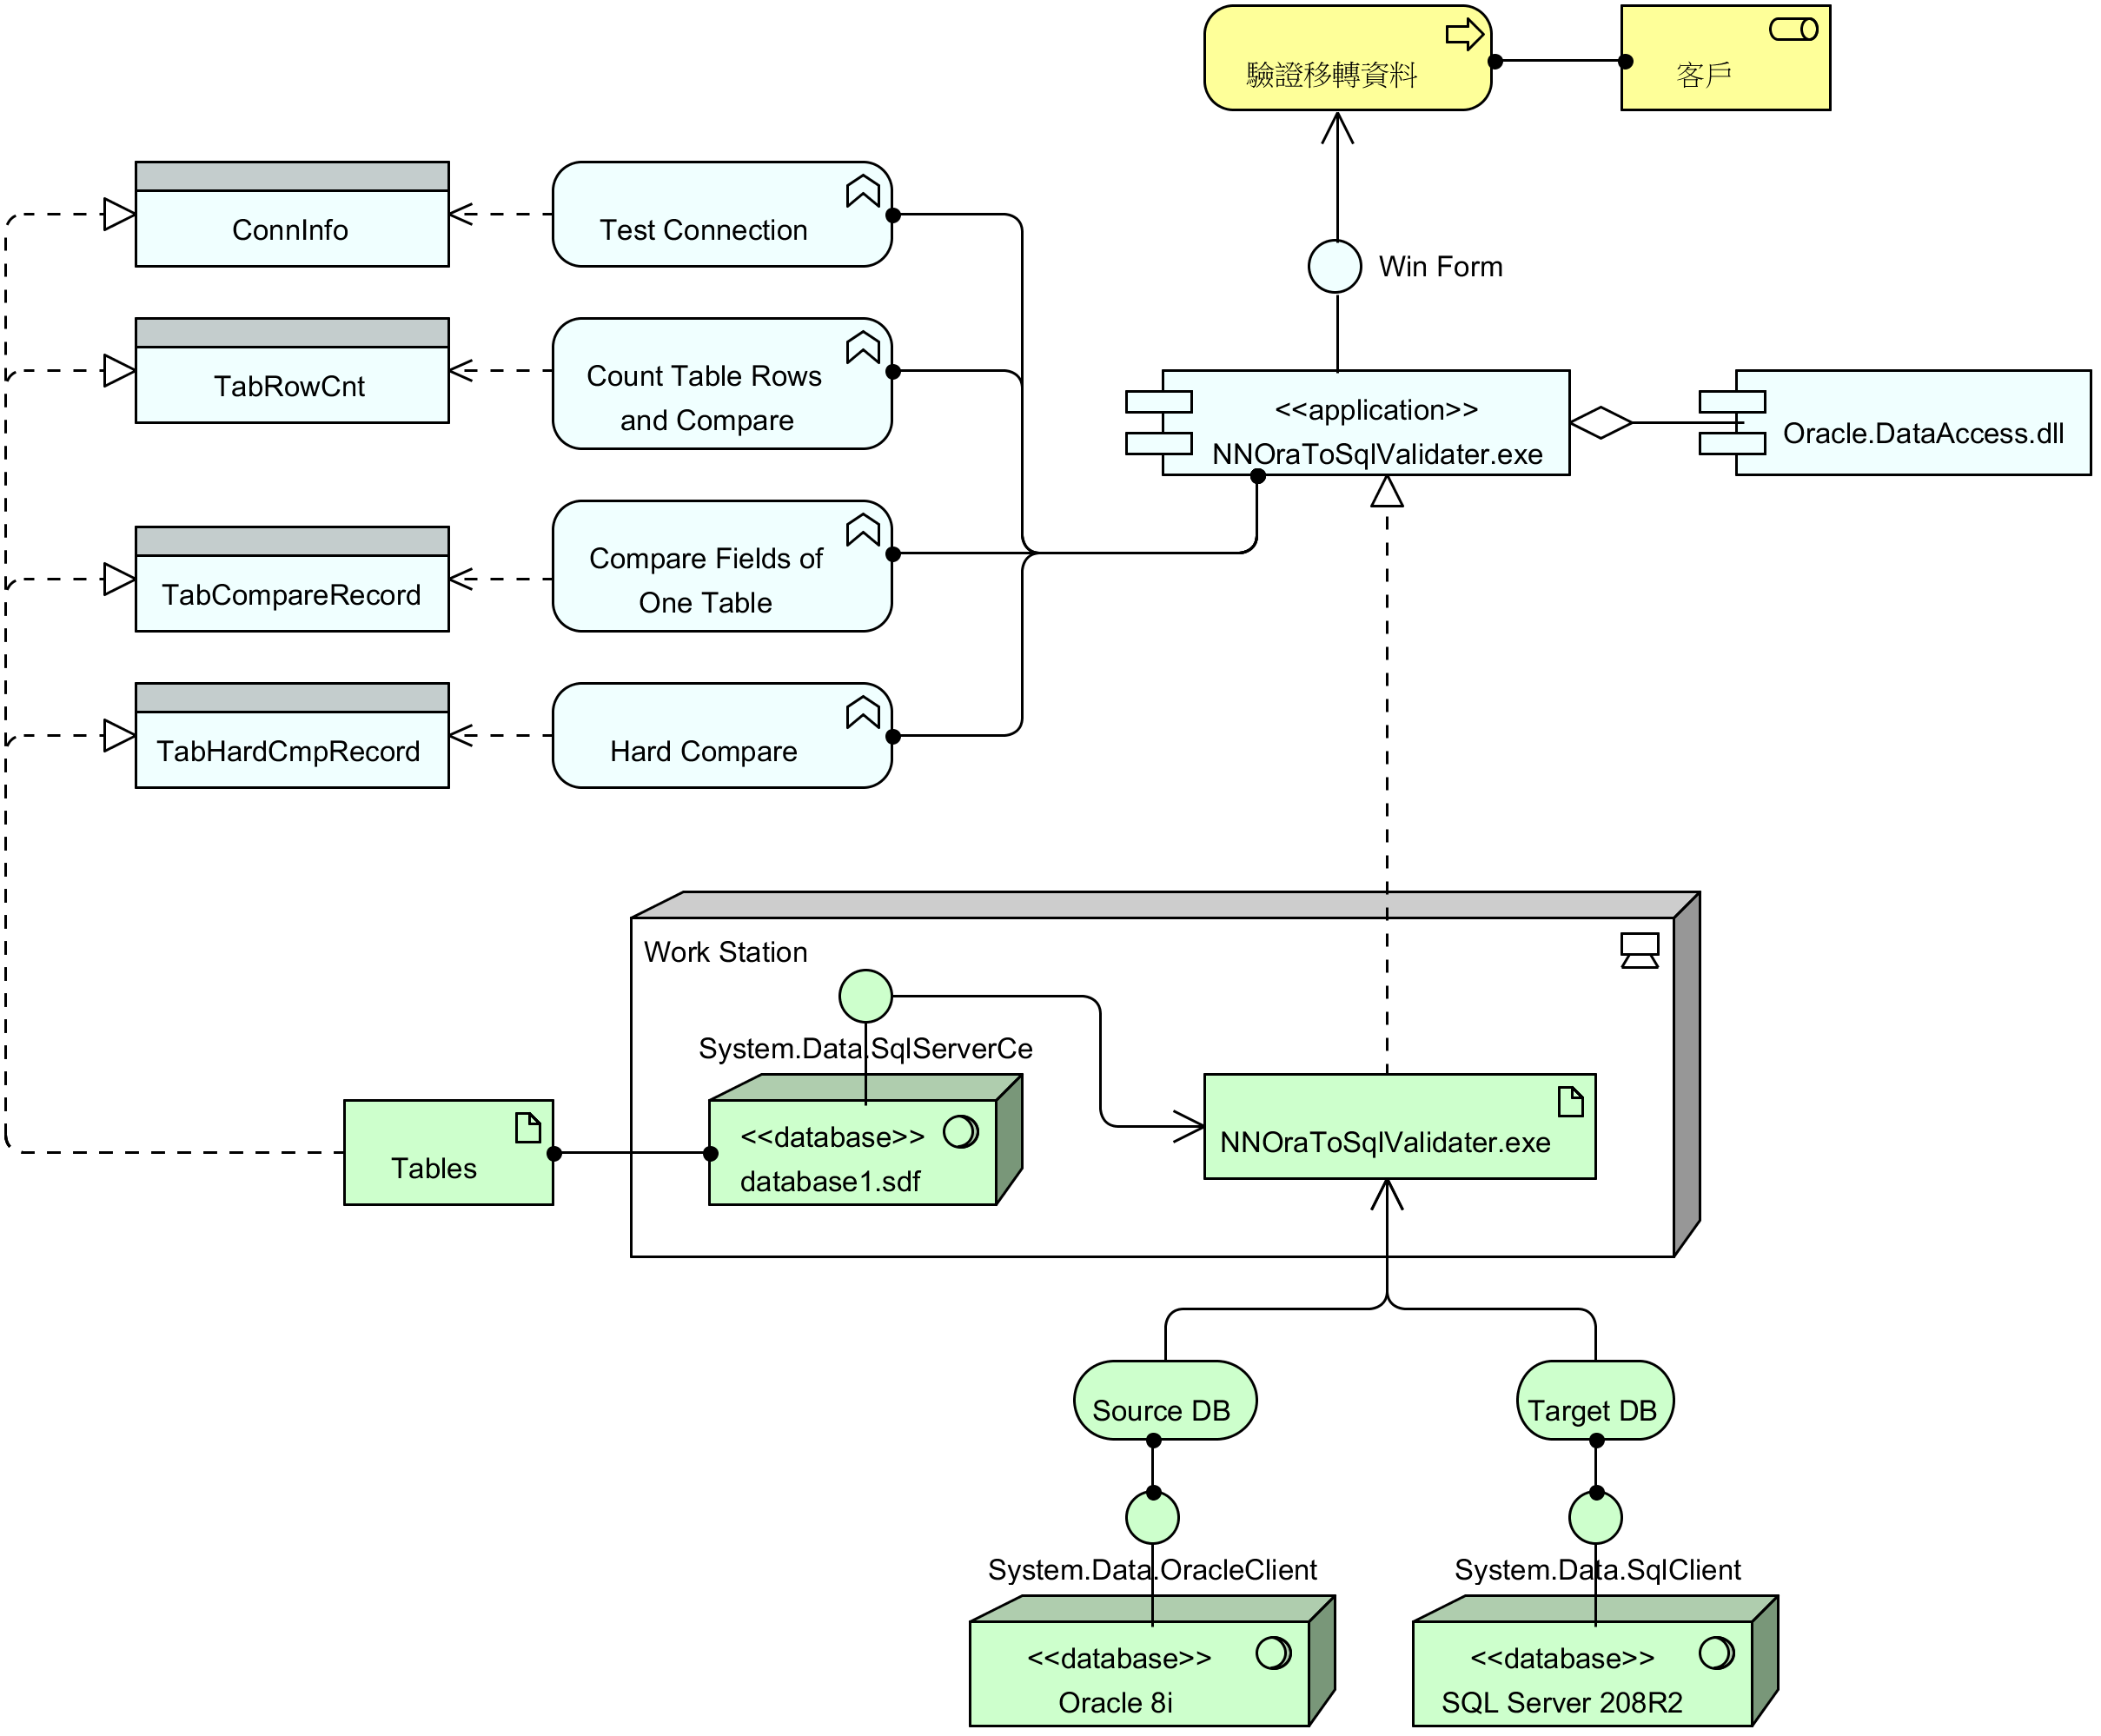 驗證移轉資料
客戶
ConnInfo
Test Connection
Win Form
TabRowCnt
Count Table Rows
and Compare
<<application>>
NNOraToSqlValidater.exe
Oracle.DataAccess.dll
TabCompareRecord
Compare Fields of
One Table
TabHardCmpRecord
Hard Compare
Work Station
System.Data.SqlServerCe
Tables
<<database>>
database1.sdf
NNOraToSqlValidater.exe
Source DB
Target DB
System.Data.OracleClient
System.Data.SqlClient
<<database>>
Oracle 8i
<<database>>
SQL Server 208R2